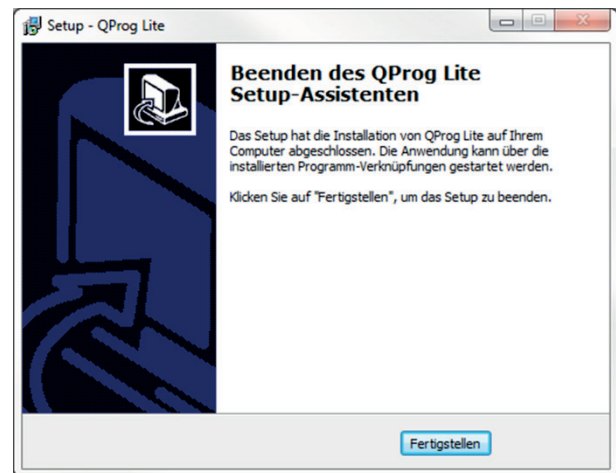 Setup - QProg Lite
Beenden des QProg Lite
Setup-Assistenten
Das Setup hat die Installation von QProg Lite auf Ihrem
Computer abgeschlossen. Die Anwendung kann über die
installierten Programm-Verknüpfungen gestartet werden.
Klicken Sie auf "Fertigstellen", um das Setup zu beenden.
Fertigstellen